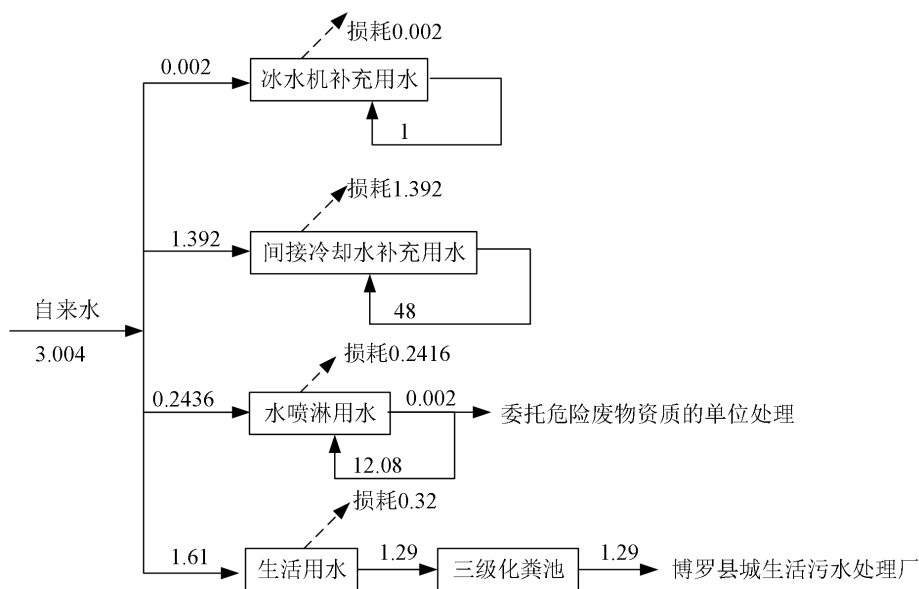 损耗0.002
0.002
冰水机补充用水
1
损耗1.392
1.392
间接冷却水补充用水
48
自来水
3.004
损耗0.2416
0.2436
水喷淋用水
0.002
委托危险废物资质的单位处理
12.08
损耗0.32
1.61
生活用水
1.29
三级化粪池
1.29
博罗县城生活污水处理厂